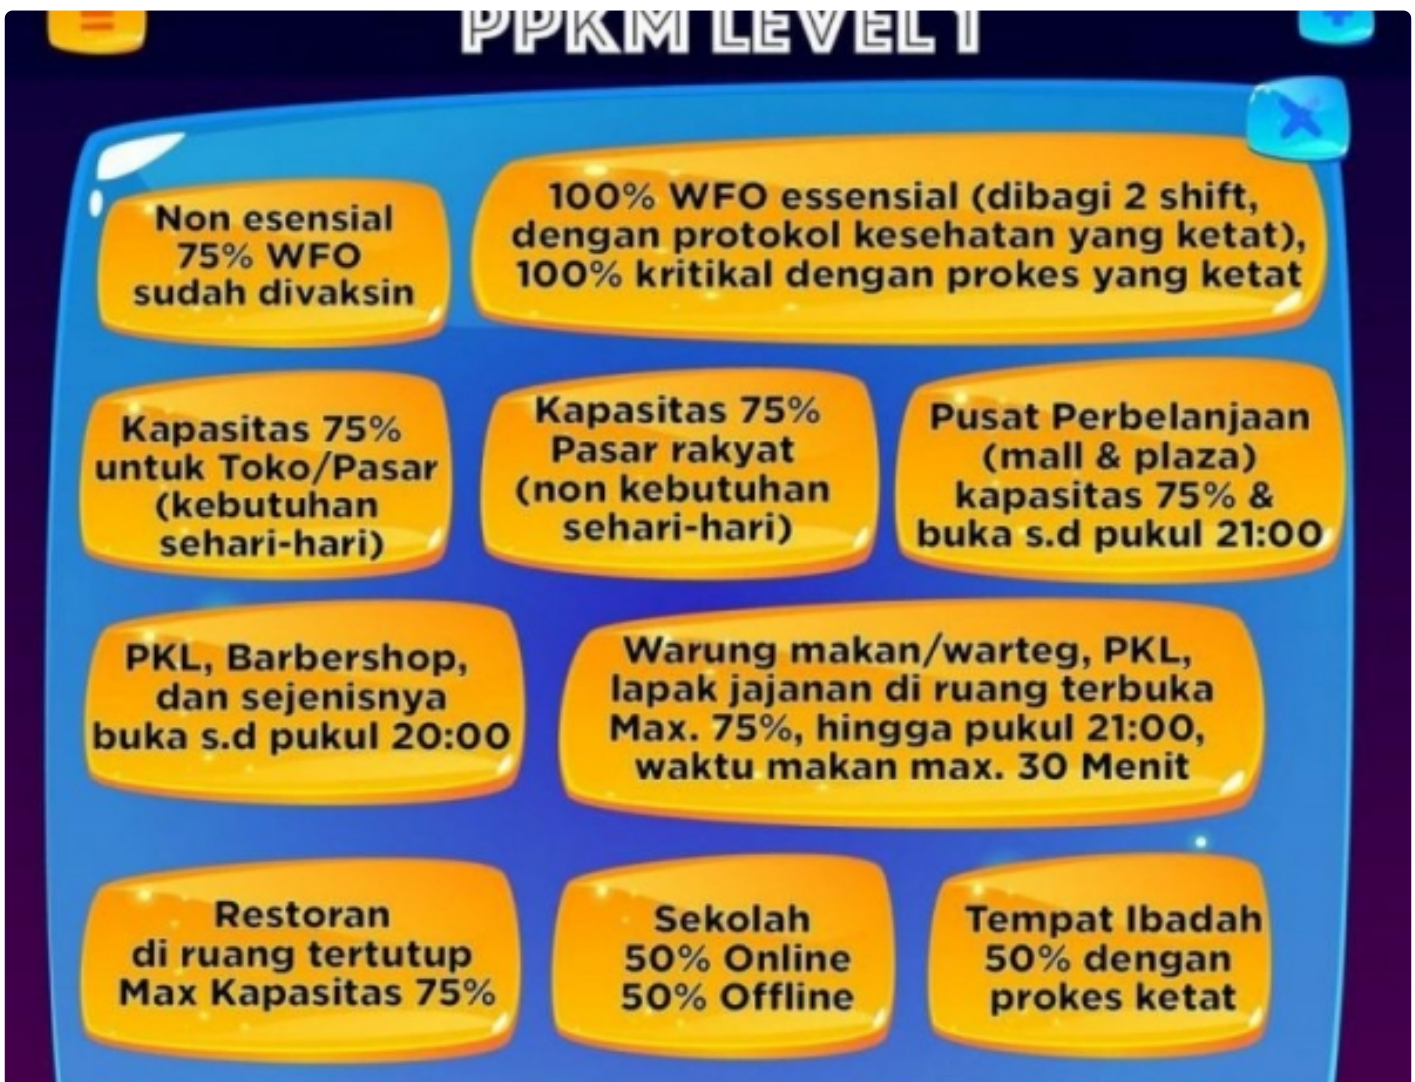 PPKM LEVEL 1
Non esensial
75% WFO
sudah divaksin
100% WFO essensial (dibagi 2 shift,
dengan protokol kesehatan yang ketat),
100% kritikal dengan prokes yang ketat
Kapasitas 75%
untuk Toko/Pasar
(kebutuhan
sehari-hari)
Kapasitas 75%
Pasar rakyat
(non kebutuhan
sehari-hari)
Pusat Perbelanjaan
(mall & plaza)
kapasitas 75% &
buka s.d pukul 21:00
PKL, Barbershop,
dan sejenisnya
buka s.d pukul 20:00
Warung makan/warteg, PKL,
lapak jajanan di ruang terbuka
Max. 75%, hingga pukul 21:00,
waktu makan max. 30 Menit
Restoran
di ruang tertutup
Max Kapasitas 75%
Sekolah
50% Online
50% Offline
Tempat Ibadah
50% dengan
prokes ketat